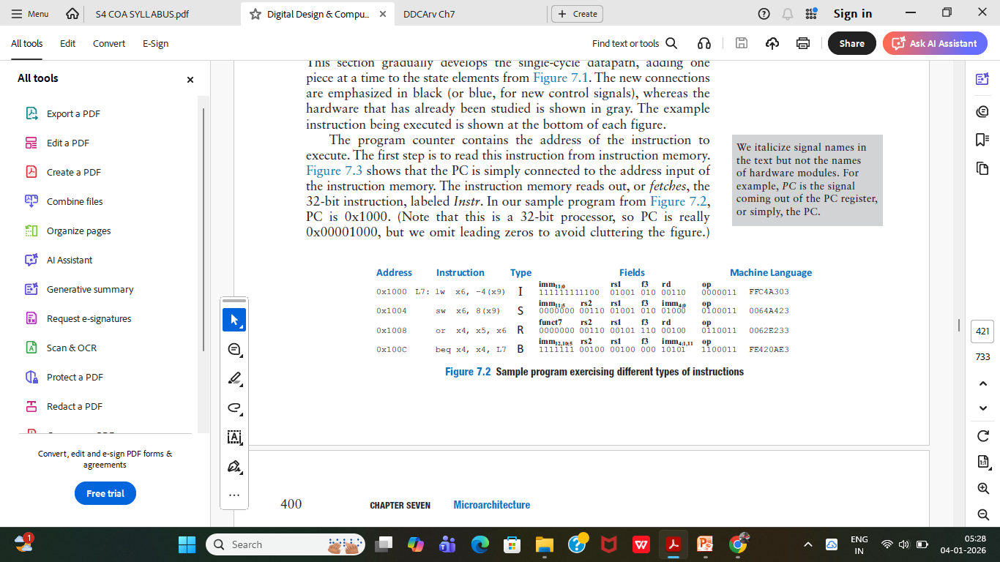 Menu
S4 COA SYLLABUS.pdf
Digital Design & Compu...
DDCArv Ch7
Create
Sign in
All tools
Edit
Convert
E-Sign
Find text or tools
Share
Ask AI Assistant
All tools
Export a PDF
Edit a PDF
Create a PDF
Combine files
Organize pages
AI Assistant
Generative summary
Request e-signatures
Scan & OCR
Protect a PDF
Redact a PDF
Convert, edit and e-sign PDF forms &
agreements
Free trial
This section gradually develops the single-cycle datapath, adding one
piece at a time to the state elements from Figure 7.1. The new connections
are emphasized in black (or blue, for new control signals), whereas the
hardware that has already been studied is shown in gray. The example
instruction being executed is shown at the bottom of each figure.
The program counter contains the address of the instruction to
execute. The first step is to read this instruction from instruction memory.
Figure 7.3 shows that the PC is simply connected to the address input of
the instruction memory. The instruction memory reads out, or fetches, the
32-bit instruction, labeled Instr. In our sample program from Figure 7.2,
PC is 0x1000. (Note that this is a 32-bit processor, so PC is really
0x00001000, but we omit leading zeros to avoid cluttering the figure.)
We italicize signal names in
the text but not the names
of hardware modules. For
example, PC is the signal
coming out of the PC register,
or simply, the PC.
Address Instruction Type Fields Machine Language
imm11:0 rs1 f3 rd op
0x1000 L7: lw x6, -4(x9) I 111111111100 01001 010 00110 0000011 FFC4A303
imm11:5 rs2 rs1 f3 imm4:0 op
0x1004 sw x6, 8(x9) S 0000000 00110 01001 010 01000 0100011 0064A423
funct7 rs2 rs1 f3 rd op
0x1008 or x4, x5, x6 R 0000000 00110 00101 110 00100 0110011 0062E233
imm12,10:5 rs2 rs1 f3 imm4:1,11 op
0x100C beq x4, x4, L7 B 1111111 00100 00100 000 10101 1100011 FE420AE3
Figure 7.2 Sample program exercising different types of instructions
400 CHAPTER SEVEN Microarchitecture
421
733
1:1
1
Search
ENG
IN
05:28
04-01-2026